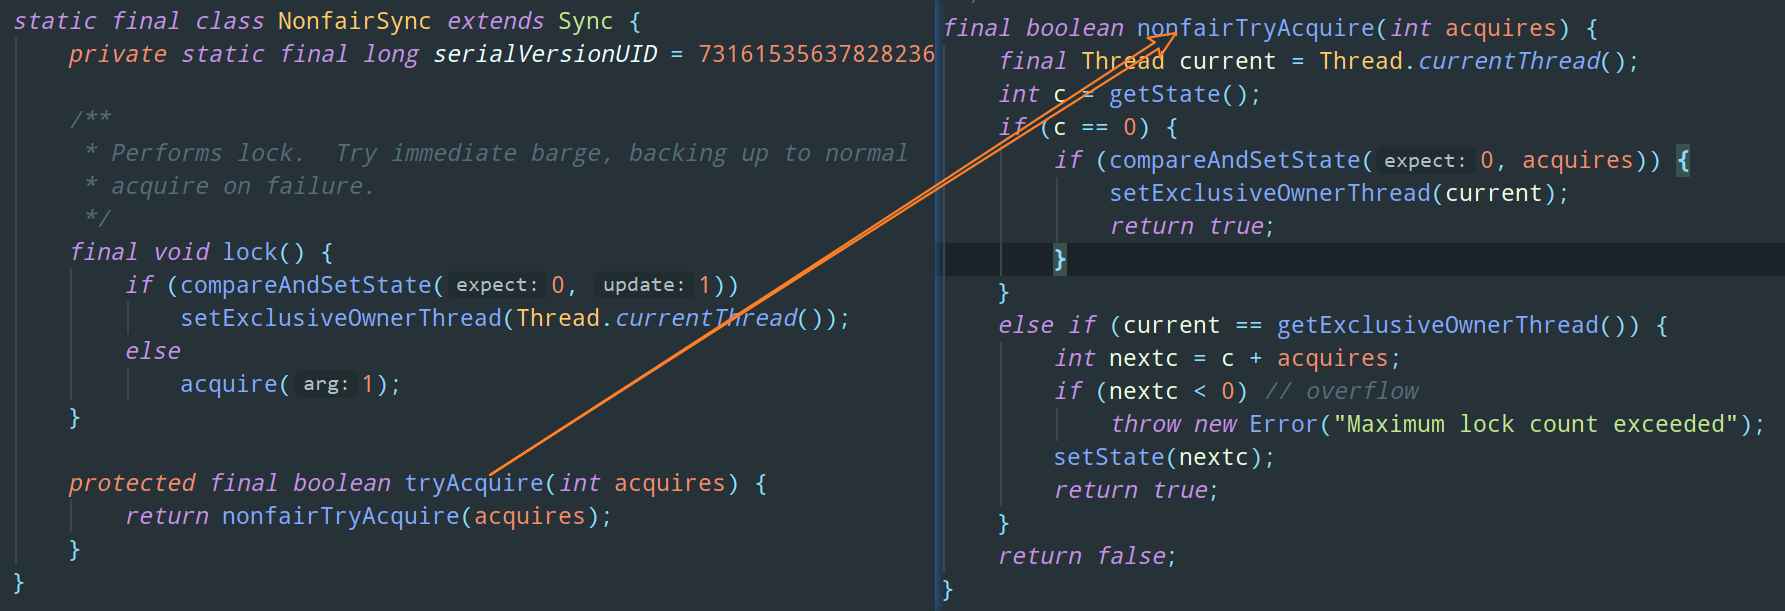 static final class NonfairSync extends Sync {
private static final long serialVersionUID = 73161535637828236
/**
* Performs lock.  Try immediate barge, backing up to normal
* acquire on failure.
*/
final void lock() {
if (compareAndSetState( expect: 0, update: 1))
setExclusiveOwnerThread(Thread.currentThread());
else
acquire( arg: 1);
}
protected final boolean tryAcquire(int acquires) {
return nonfairTryAcquire(acquires);
}
}
final boolean nonfairTryAcquire(int acquires) {
final Thread current = Thread.currentThread();
int c = getState();
if (c == 0) {
if (compareAndSetState( expect: 0, acquires)) {
setExclusiveOwnerThread(current);
return true;
}
}
else if (current == getExclusiveOwnerThread()) {
int nextc = c + acquires;
if (nextc < 0) // overflow
throw new Error("Maximum lock count exceeded");
setState(nextc);
return true;
}
return false;
}